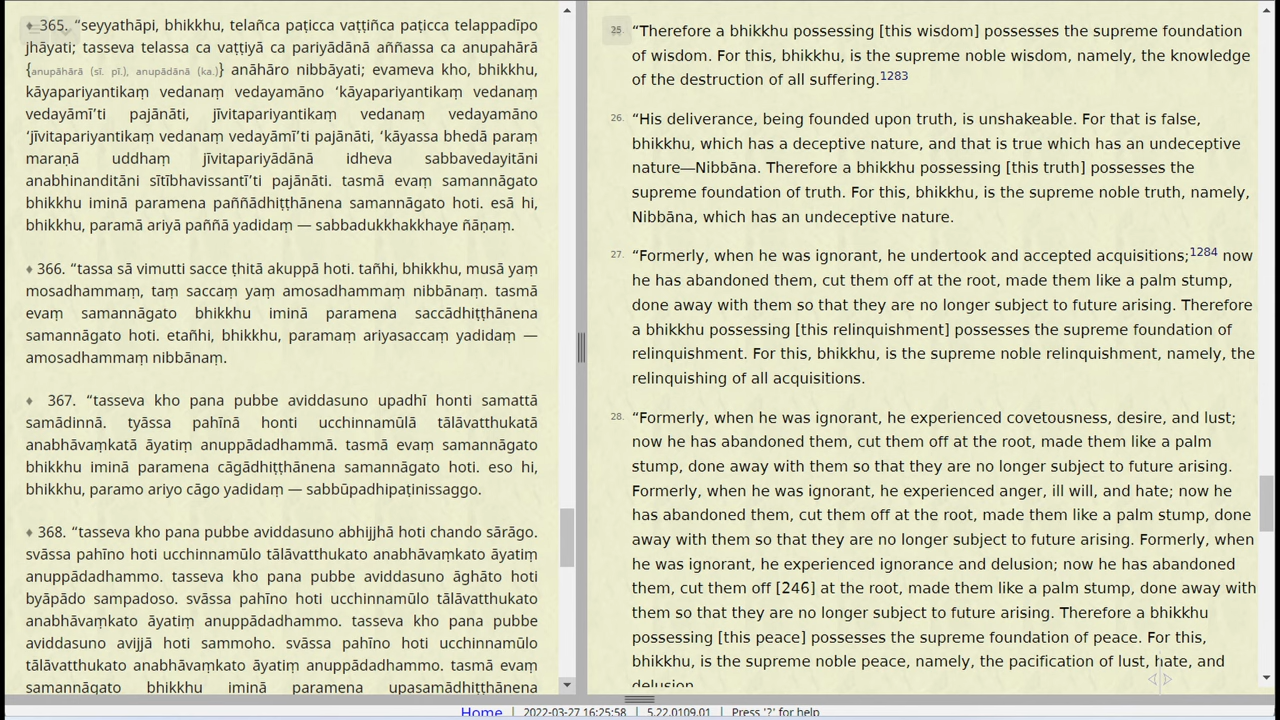 ♦ 365. “seyyathāpi, bhikkhu, telañca paṭicca vaṭṭiñca paṭicca telappadīpo
jhāyati; tasseva telassa ca vaṭṭiyā ca pariyādānā aññassa ca anupahārā
{anupāhārā (sī. pī.), anupādānā (ka.)} anāhāro nibbāyati; evameva kho, bhikkhu,
kāyapariyantikaṃ vedanaṃ vedayamāno ‘kāyapariyantikaṃ vedanaṃ
vedayāmī’ti pajānāti, jīvitapariyantikaṃ vedanaṃ vedayamāno
‘jīvitapariyantikaṃ vedanaṃ vedayāmī’ti pajānāti, ‘kāyassa bhedā paraṃ
maraṇā uddhaṃ jīvitapariyādānā idheva sabbavedayitāni
anabhinanditāni sītībhavissantī’ti pajānāti. tasmā evaṃ samannāgato
bhikkhu iminā paramena paññādhiṭṭhānena samannāgato hoti. esā hi,
bhikkhu, paramā ariyā paññā yadidaṃ — sabbadukkhakkhaye ñāṇaṃ.
♦ 366. “tassa sā vimutti sacce ṭhitā akuppā hoti. tañhi, bhikkhu, musā yaṃ
mosadhammaṃ, taṃ saccaṃ yaṃ amosadhammaṃ nibbānaṃ. tasmā
evaṃ samannāgato bhikkhu iminā paramena saccādhiṭṭhānena
samannāgato hoti. etañhi, bhikkhu, paramaṃ ariyasaccaṃ yadidaṃ —
amosadhammaṃ nibbānaṃ.
♦ 367. “tasseva kho pana pubbe aviddasuno upadhī honti samattā
samādinnā. tyāssa pahīnā honti ucchinnamūlā tālāvatthukatā
anabhāvaṃkatā āyatiṃ anuppādadhammā. tasmā evaṃ samannāgato
bhikkhu iminā paramena cāgādhiṭṭhānena samannāgato hoti. eso hi,
bhikkhu, paramo ariyo cāgo yadidaṃ — sabbūpadhipaṭinissaggo.
♦ 368. “tasseva kho pana pubbe aviddasuno abhijjhā hoti chando sārāgo.
svāssa pahīno hoti ucchinnamūlo tālāvatthukato anabhāvaṃkato āyatiṃ
anuppādadhammo. tasseva kho pana pubbe aviddasuno āghāto hoti
byāpādo sampadoso. svāssa pahīno hoti ucchinnamūlo tālāvatthukato
anabhāvaṃkato āyatiṃ anuppādadhammo. tasseva kho pana pubbe
aviddasuno avijjā hoti sammoho. svāssa pahīno hoti ucchinnamūlo
tālāvatthukato anabhāvaṃkato āyatiṃ anuppādadhammo. tasmā evaṃ
samannāgato bhikkhu iminā paramena upasamādhiṭṭhānena
25. “Therefore a bhikkhu possessing [this wisdom] possesses the supreme foundation
of wisdom. For this, bhikkhu, is the supreme noble wisdom, namely, the knowledge
of the destruction of all suffering.1283
26. “His deliverance, being founded upon truth, is unshakeable. For that is false,
bhikkhu, which has a deceptive nature, and that is true which has an undeceptive
nature—Nibbāna. Therefore a bhikkhu possessing [this truth] possesses the
supreme foundation of truth. For this, bhikkhu, is the supreme noble truth, namely,
Nibbāna, which has an undeceptive nature.
27. “Formerly, when he was ignorant, he undertook and accepted acquisitions;1284 now
he has abandoned them, cut them off at the root, made them like a palm stump,
done away with them so that they are no longer subject to future arising. Therefore
a bhikkhu possessing [this relinquishment] possesses the supreme foundation of
relinquishment. For this, bhikkhu, is the supreme noble relinquishment, namely, the
relinquishing of all acquisitions.
28. “Formerly, when he was ignorant, he experienced covetousness, desire, and lust;
now he has abandoned them, cut them off at the root, made them like a palm
stump, done away with them so that they are no longer subject to future arising.
Formerly, when he was ignorant, he experienced anger, ill will, and hate; now he
has abandoned them, cut them off at the root, made them like a palm stump, done
away with them so that they are no longer subject to future arising. Formerly, when
he was ignorant, he experienced ignorance and delusion; now he has abandoned
them, cut them off [246] at the root, made them like a palm stump, done away with
them so that they are no longer subject to future arising. Therefore a bhikkhu
possessing [this peace] possesses the supreme foundation of peace. For this,
bhikkhu, is the supreme noble peace, namely, the pacification of lust, hate, and
delusion.
Home | 2022-03-27 16:25:58 | 5.22.0109.01 | Press '?' for help